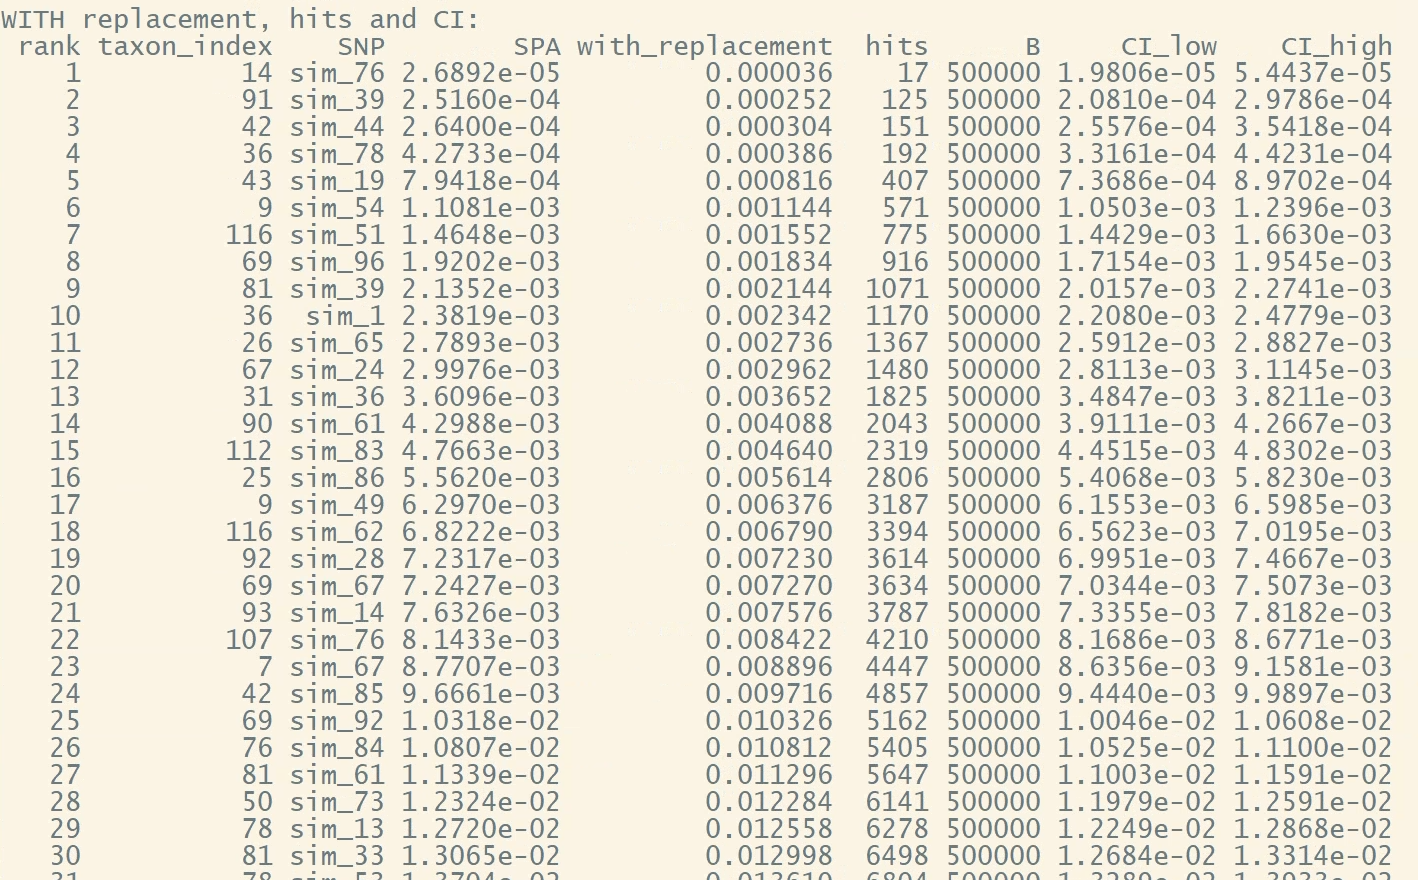 WITH replacement, hits and CI:
rank taxon_index SNP SPA with_replacement hits B CI_low CI_high
1 14 sim_76 2.6892e-05 0.000036 17 500000 1.9806e-05 5.4437e-05
2 91 sim_39 2.5160e-04 0.000252 125 500000 2.0810e-04 2.9786e-04
3 42 sim_44 2.6400e-04 0.000304 151 500000 2.5576e-04 3.5418e-04
4 36 sim_78 4.2733e-04 0.000386 192 500000 3.3161e-04 4.4231e-04
5 43 sim_19 7.9418e-04 0.000816 407 500000 7.3686e-04 8.9702e-04
6 9 sim_54 1.1081e-03 0.001144 571 500000 1.0503e-03 1.2396e-03
7 116 sim_51 1.4648e-03 0.001552 775 500000 1.4429e-03 1.6630e-03
8 69 sim_96 1.9202e-03 0.001834 916 500000 1.7154e-03 1.9545e-03
9 81 sim_39 2.1352e-03 0.002144 1071 500000 2.0157e-03 2.2741e-03
10 36 sim_1 2.3819e-03 0.002342 1170 500000 2.2080e-03 2.4779e-03
11 26 sim_65 2.7893e-03 0.002736 1367 500000 2.5912e-03 2.8827e-03
12 67 sim_24 2.9976e-03 0.002962 1480 500000 2.8113e-03 3.1145e-03
13 31 sim_36 3.6096e-03 0.003652 1825 500000 3.4847e-03 3.8211e-03
14 90 sim_61 4.2988e-03 0.004088 2043 500000 3.9111e-03 4.2667e-03
15 112 sim_83 4.7663e-03 0.004640 2319 500000 4.4515e-03 4.8302e-03
16 25 sim_86 5.5620e-03 0.005614 2806 500000 5.4068e-03 5.8230e-03
17 9 sim_49 6.2970e-03 0.006376 3187 500000 6.1553e-03 6.5985e-03
18 116 sim_62 6.8222e-03 0.006790 3394 500000 6.5623e-03 7.0195e-03
19 92 sim_28 7.2317e-03 0.007230 3614 500000 6.9951e-03 7.4667e-03
20 69 sim_67 7.2427e-03 0.007270 3634 500000 7.0344e-03 7.5073e-03
21 93 sim_14 7.6326e-03 0.007576 3787 500000 7.3355e-03 7.8182e-03
22 107 sim_76 8.1433e-03 0.008422 4210 500000 8.1686e-03 8.6771e-03
23 7 sim_67 8.7707e-03 0.008896 4447 500000 8.6356e-03 9.1581e-03
24 42 sim_85 9.6661e-03 0.009716 4857 500000 9.4440e-03 9.9897e-03
25 69 sim_92 1.0318e-02 0.010326 5162 500000 1.0046e-02 1.0608e-02
26 76 sim_84 1.0807e-02 0.010812 5405 500000 1.0525e-02 1.1100e-02
27 81 sim_61 1.1339e-02 0.011296 5647 500000 1.1003e-02 1.1591e-02
28 50 sim_73 1.2324e-02 0.012284 6141 500000 1.1979e-02 1.2591e-02
29 78 sim_13 1.2720e-02 0.012558 6278 500000 1.2249e-02 1.2868e-02
30 81 sim_33 1.3065e-02 0.012998 6498 500000 1.2684e-02 1.3314e-02